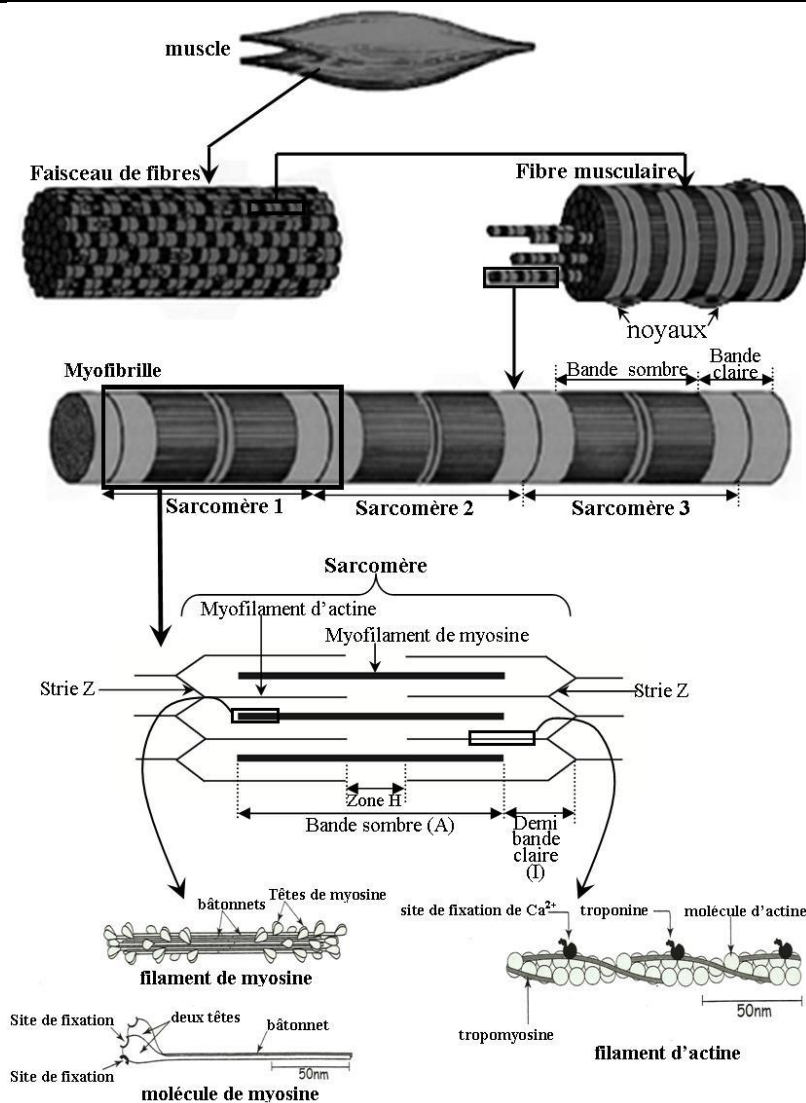 muscle
Faisceau de fibres
Fibre musculaire
noyaux
Myofibrille
Bande sombre
Bande
claire
Sarcomère 1
Sarcomère 2
Sarcomère 3
Sarcomère
Myofilament d’actine
Myofilament de myosine
Strie Z
Strie Z
Zone H
Bande sombre (A)
Demi
bande
claire
(I)
bâtonnets
Têtes de myosine
filament de myosine
site de fixation de Ca²⁺
troponine
molécule d’actine
50nm
tropomyosine
filament d’actine
Site de fixation
deux têtes
bâtonnet
Site de fixation
50nm
molécule de myosine